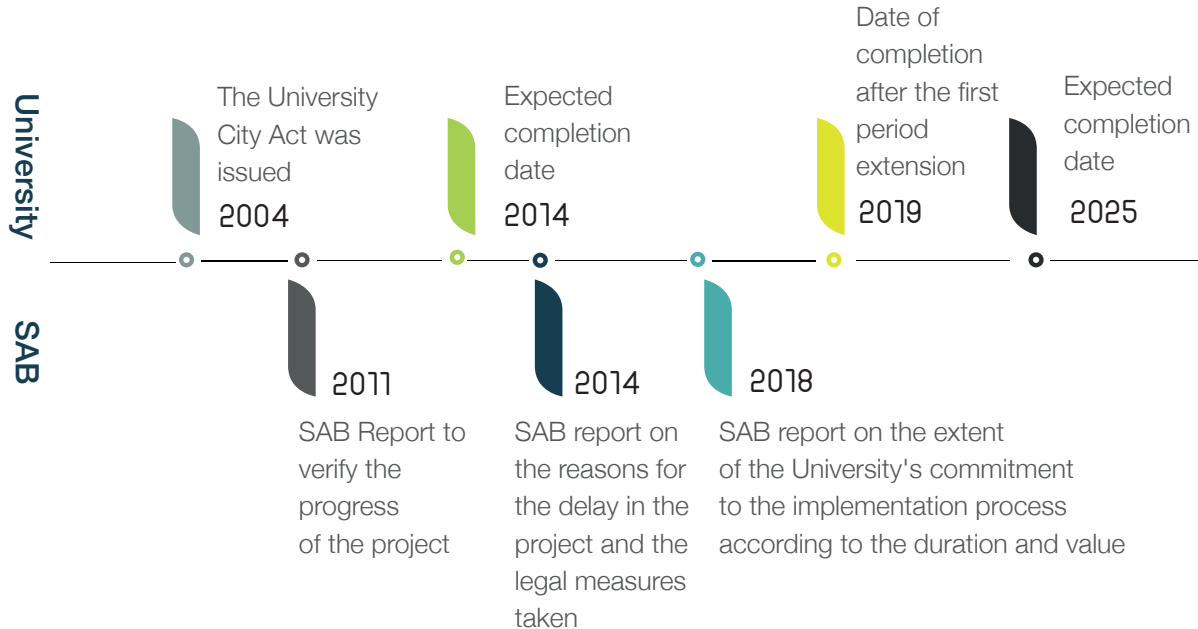 University
The University
City Act was
issued
2004
Expected
completion
date
2014
Date of
completion
after the first
period
extension
2019
Expected
completion
date
2025
SAB
2011
SAB Report to
verify the
progress
of the project
2014
SAB report on
the reasons for
the delay in the
project and the
legal measures
taken
2018
SAB report on the extent
of the University's commitment
to the implementation process
according to the duration and value